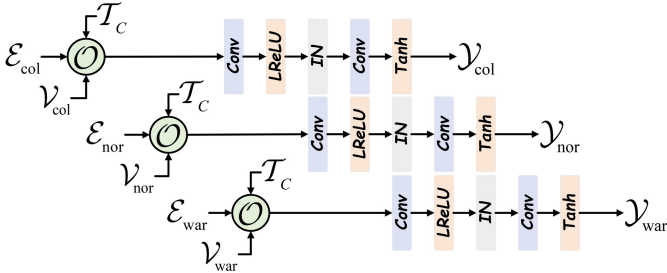 𝒯_C
ℰ_col 𝒪 Conv LReLU IN Conv Tanh 𝒴_col
𝒱_col
𝒯_C
ℰ_nor 𝒪 Conv LReLU IN Conv Tanh 𝒴_nor
𝒱_nor
𝒯_C
ℰ_war 𝒪 Conv LReLU IN Conv Tanh 𝒴_war
𝒱_war